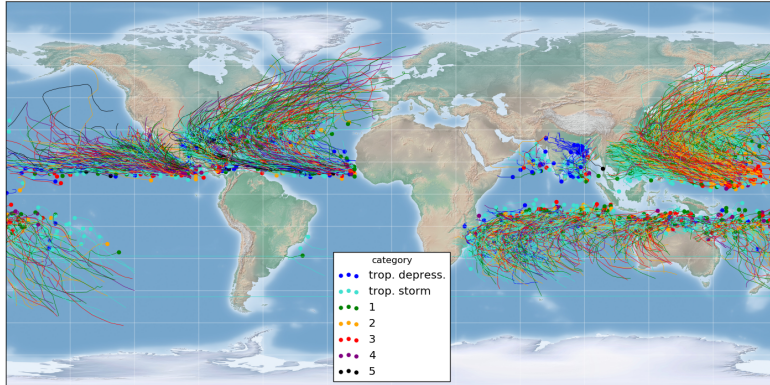 category
trop. depress.
trop. storm
1
2
3
4
5